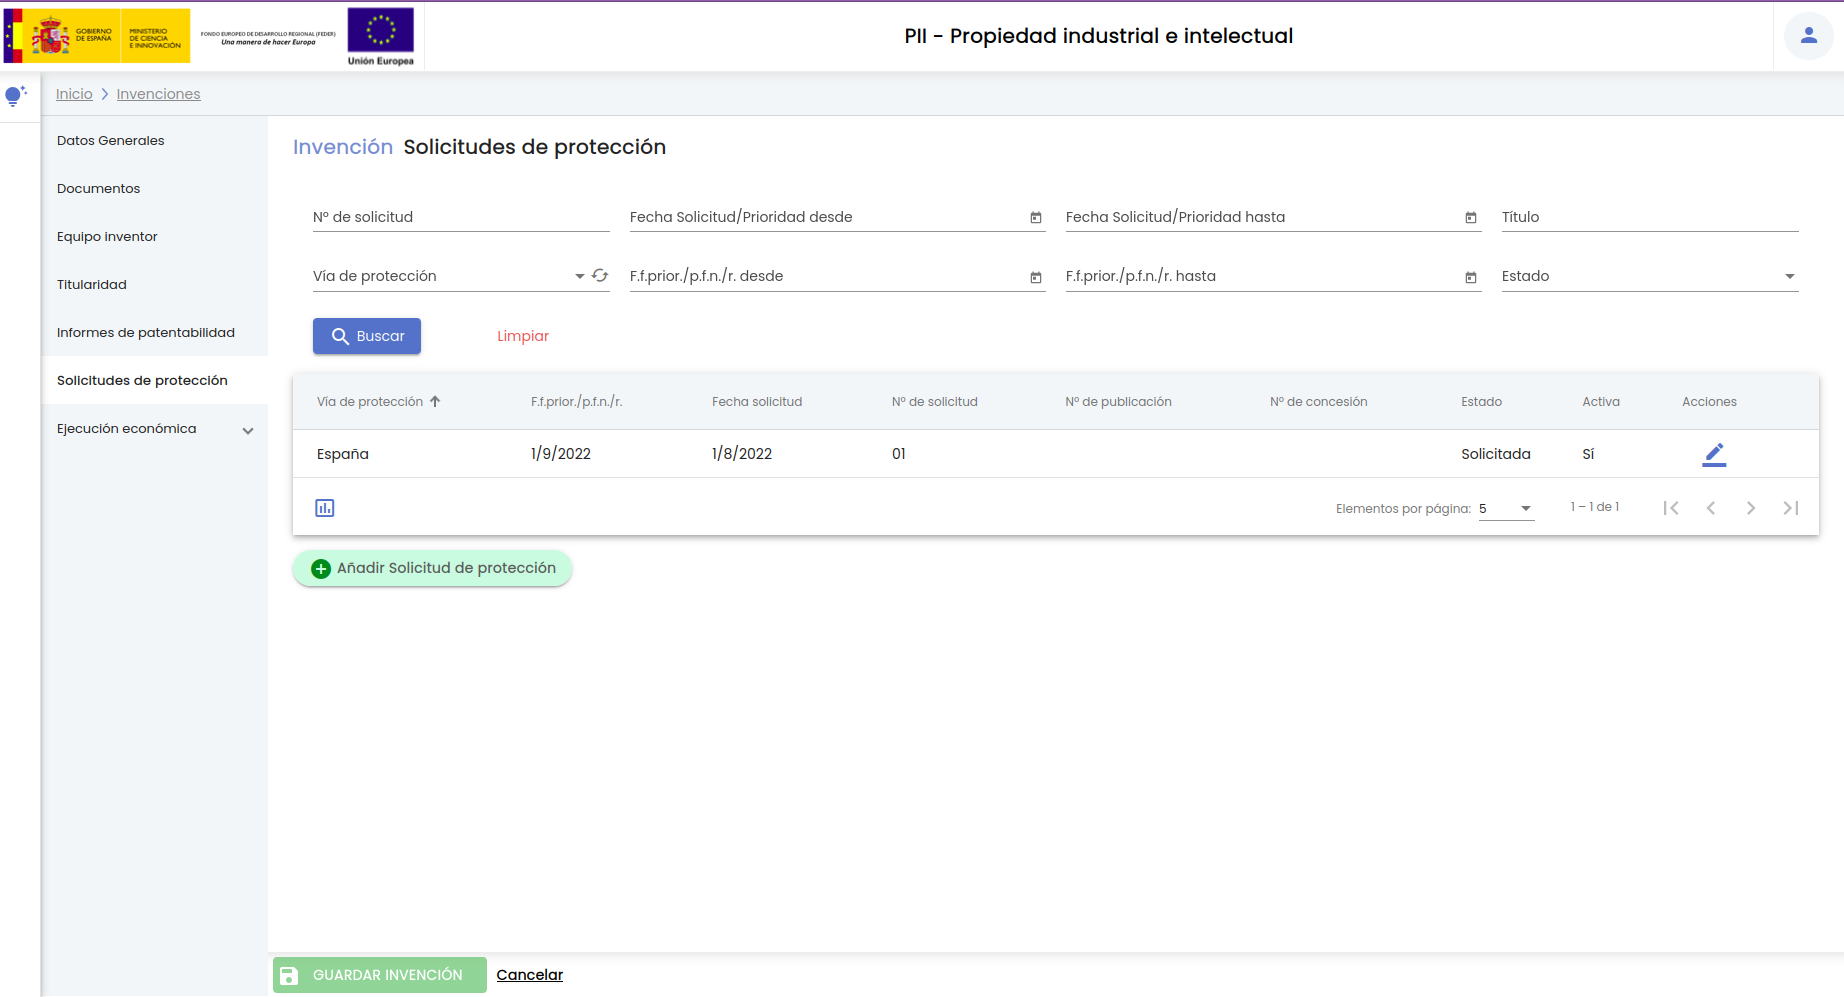 GOBIERNO
DE ESPAÑA
MINISTERIO
DE CIENCIA
E INNOVACIÓN
FONDO EUROPEO DE DESARROLLO REGIONAL (FEDER)
Una manera de hacer Europa
Unión Europea
PII - Propiedad industrial e intelectual
Inicio
Invenciones
Datos Generales
Documentos
Equipo inventor
Titularidad
Informes de patentabilidad
Solicitudes de protección
Ejecución económica
Invención Solicitudes de protección
Nº de solicitud
Fecha Solicitud/Prioridad desde
Fecha Solicitud/Prioridad hasta
Título
Vía de protección
F.f.prior./p.f.n./r. desde
F.f.prior./p.f.n./r. hasta
Estado
Buscar
Limpiar
Vía de protección F.f.prior./p.f.n./r. Fecha solicitud Nº de solicitud Nº de publicación Nº de concesión Estado Activa Acciones
España 1/9/2022 1/8/2022 01 Solicitada Sí
Elementos por página: 5 1 – 1 de 1
Añadir Solicitud de protección
GUARDAR INVENCIÓN
Cancelar